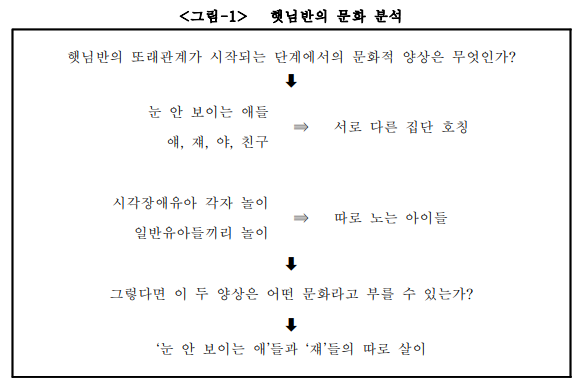 <그림-1> 햇님반의 문화 분석
햇님반의 또래관계가 시작되는 단계에서의 문화적 양상은 무엇인가?
눈 안 보이는 애들
애, 재, 야, 친구
⇨ 서로 다른 집단 호칭
시각장애유아 각자 놀이
일반유아들끼리 놀이
⇨ 따로 노는 아이들
그렇다면 이 두 양상은 어떤 문화라고 부를 수 있는가?
‘눈 안 보이는 애’들과 ‘쟤’들의 따로 살이